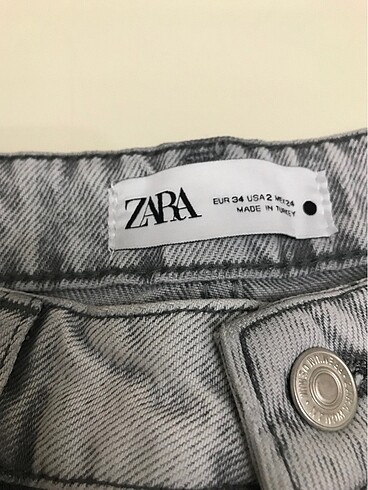 ZARA
EUR 34 USA 2 MEX 24
MADE IN TURKEY